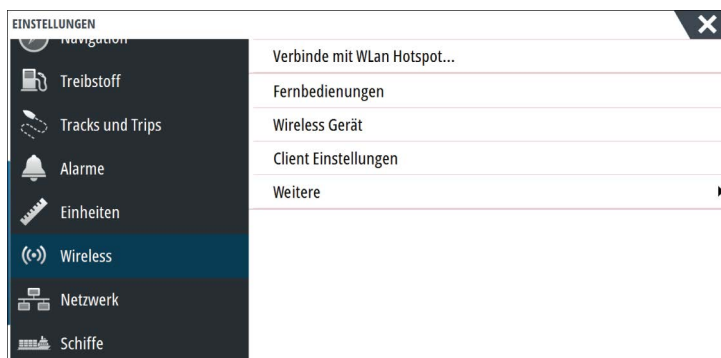 EINSTELLUNGEN
Navigation
Treibstoff
Tracks und Trips
Alarme
Einheiten
Wireless
Netzwerk
Schiffe
Verbinde mit WLan Hotspot...
Fernbedienungen
Wireless Gerät
Client Einstellungen
Weitere